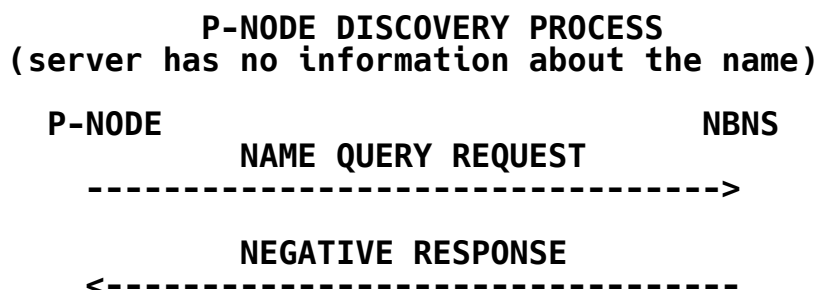 P-NODE DISCOVERY PROCESS
(server has no information about the name)
P-NODE NBNS
NAME QUERY REQUEST
--------------------------------->
NEGATIVE RESPONSE
<---------------------------------